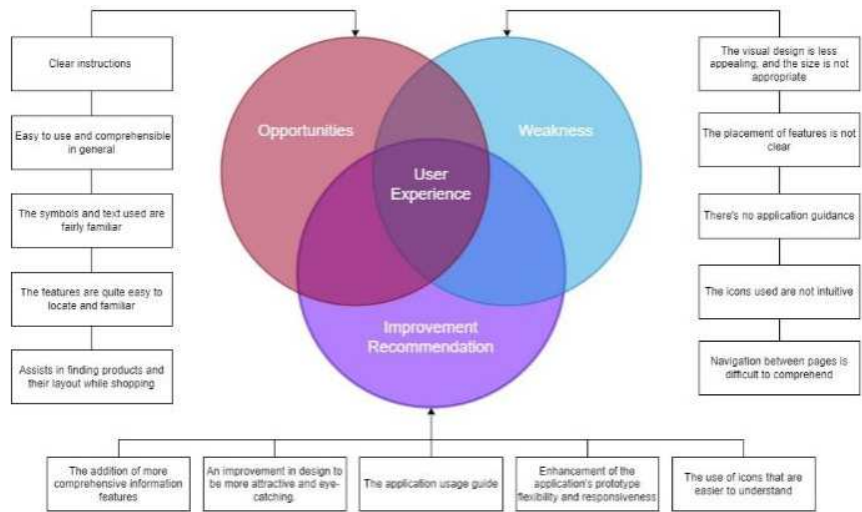 Clear instructions
Easy to use and comprehensible
in general
The symbols and text used are
fairly familiar
The features are quite easy to
locate and familiar
Assists in finding products and
their layout while shopping
Opportunities
Weakness
User
Experience
Improvement
Recommendation
The visual design is less
appealing, and the size is not
appropriate
The placement of features is not
clear
There's no application guidance
The icons used are not intuitive
Navigation between pages is
difficult to comprehend
The addition of more
comprehensive information
features
An improvement in design to
be more attractive and eye-
catching.
The application usage guide
Enhancement of the
application's prototype
flexibility and responsiveness
The use of icons that are
easier to understand